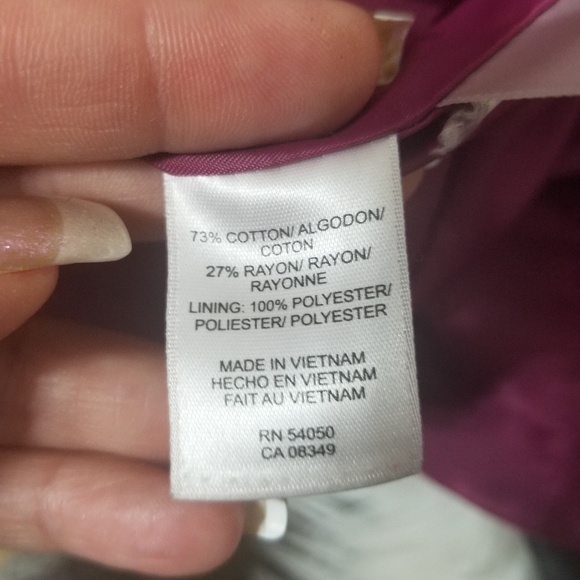 73% COTTON/ ALGODON/
COTON
27% RAYON/ RAYON/
RAYONNE
LINING: 100% POLYESTER/
POLIESTER/ POLYESTER
MADE IN VIETNAM
HECHO EN VIETNAM
FAIT AU VIETNAM
RN 54050
CA 08349